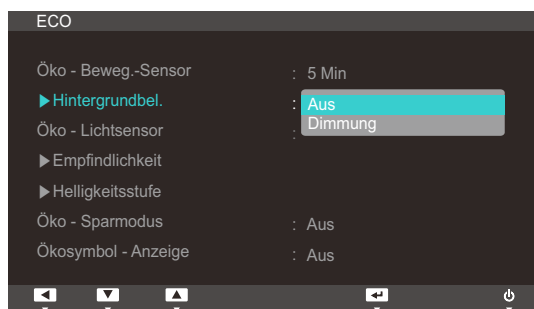 ECO
Öko - Beweg.-Sensor : 5 Min
▶Hintergrundbel. : Aus
Dimmung
Öko - Lichtsensor :
▶Empfindlichkeit
▶Helligkeitsstufe
Öko - Sparmodus : Aus
Ökosymbol - Anzeige : Aus